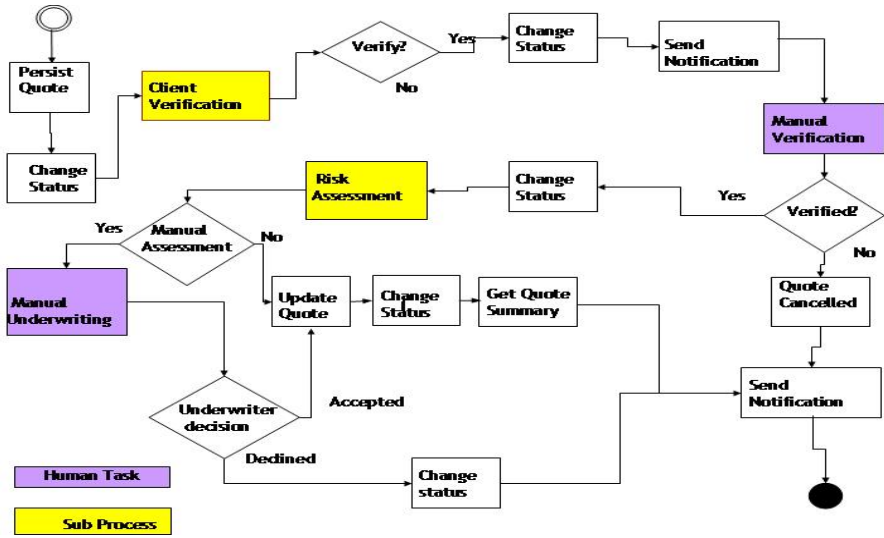 Persist
Quote
Change
Status
Client
Verification
Verify?
Yes
No
Change
Status
Send
Notification
Manual
Verification
Verified?
Yes
No
Change
Status
Risk
Assessment
Manual
Assessment
Yes
No
Manual
Underwriting
Update
Quote
Change
Status
Get Quote
Summary
Quote
Cancelled
Send
Notification
Underwriter
decision
Accepted
Declined
Change
status
Human Task
Sub Process